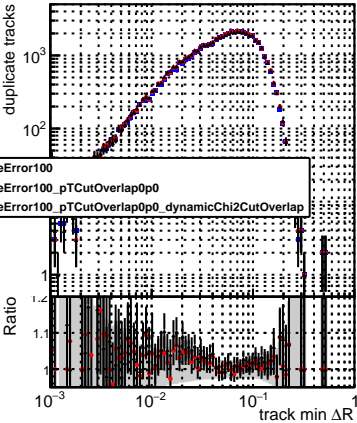 duplicate tracks
10³
10²
eError100
eError100_pTCutOverlap0p0
eError100_pTCutOverlap0p0_dynamicChi2CutOverlap
1
Ratio
1.2
1.1
1
10⁻³ 10⁻² 10⁻¹ 1
track min ΔR